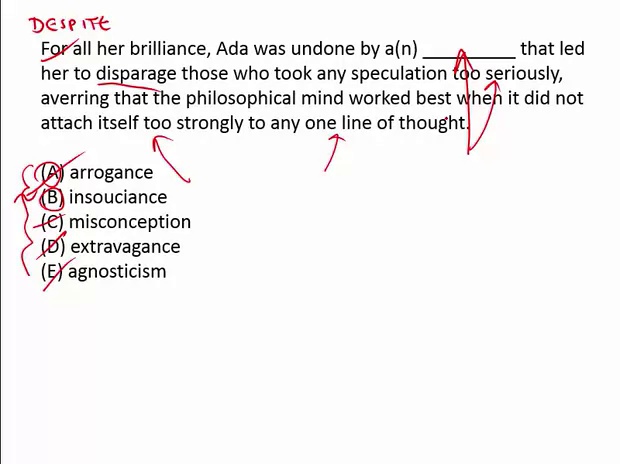 DESPITE
For all her brilliance, Ada was undone by a(n) __________ that led
her to disparage those who took any speculation too seriously,
averring that the philosophical mind worked best when it did not
attach itself too strongly to any one line of thought.
(A) arrogance
(B) insouciance
(C) misconception
(D) extravagance
(E) agnosticism